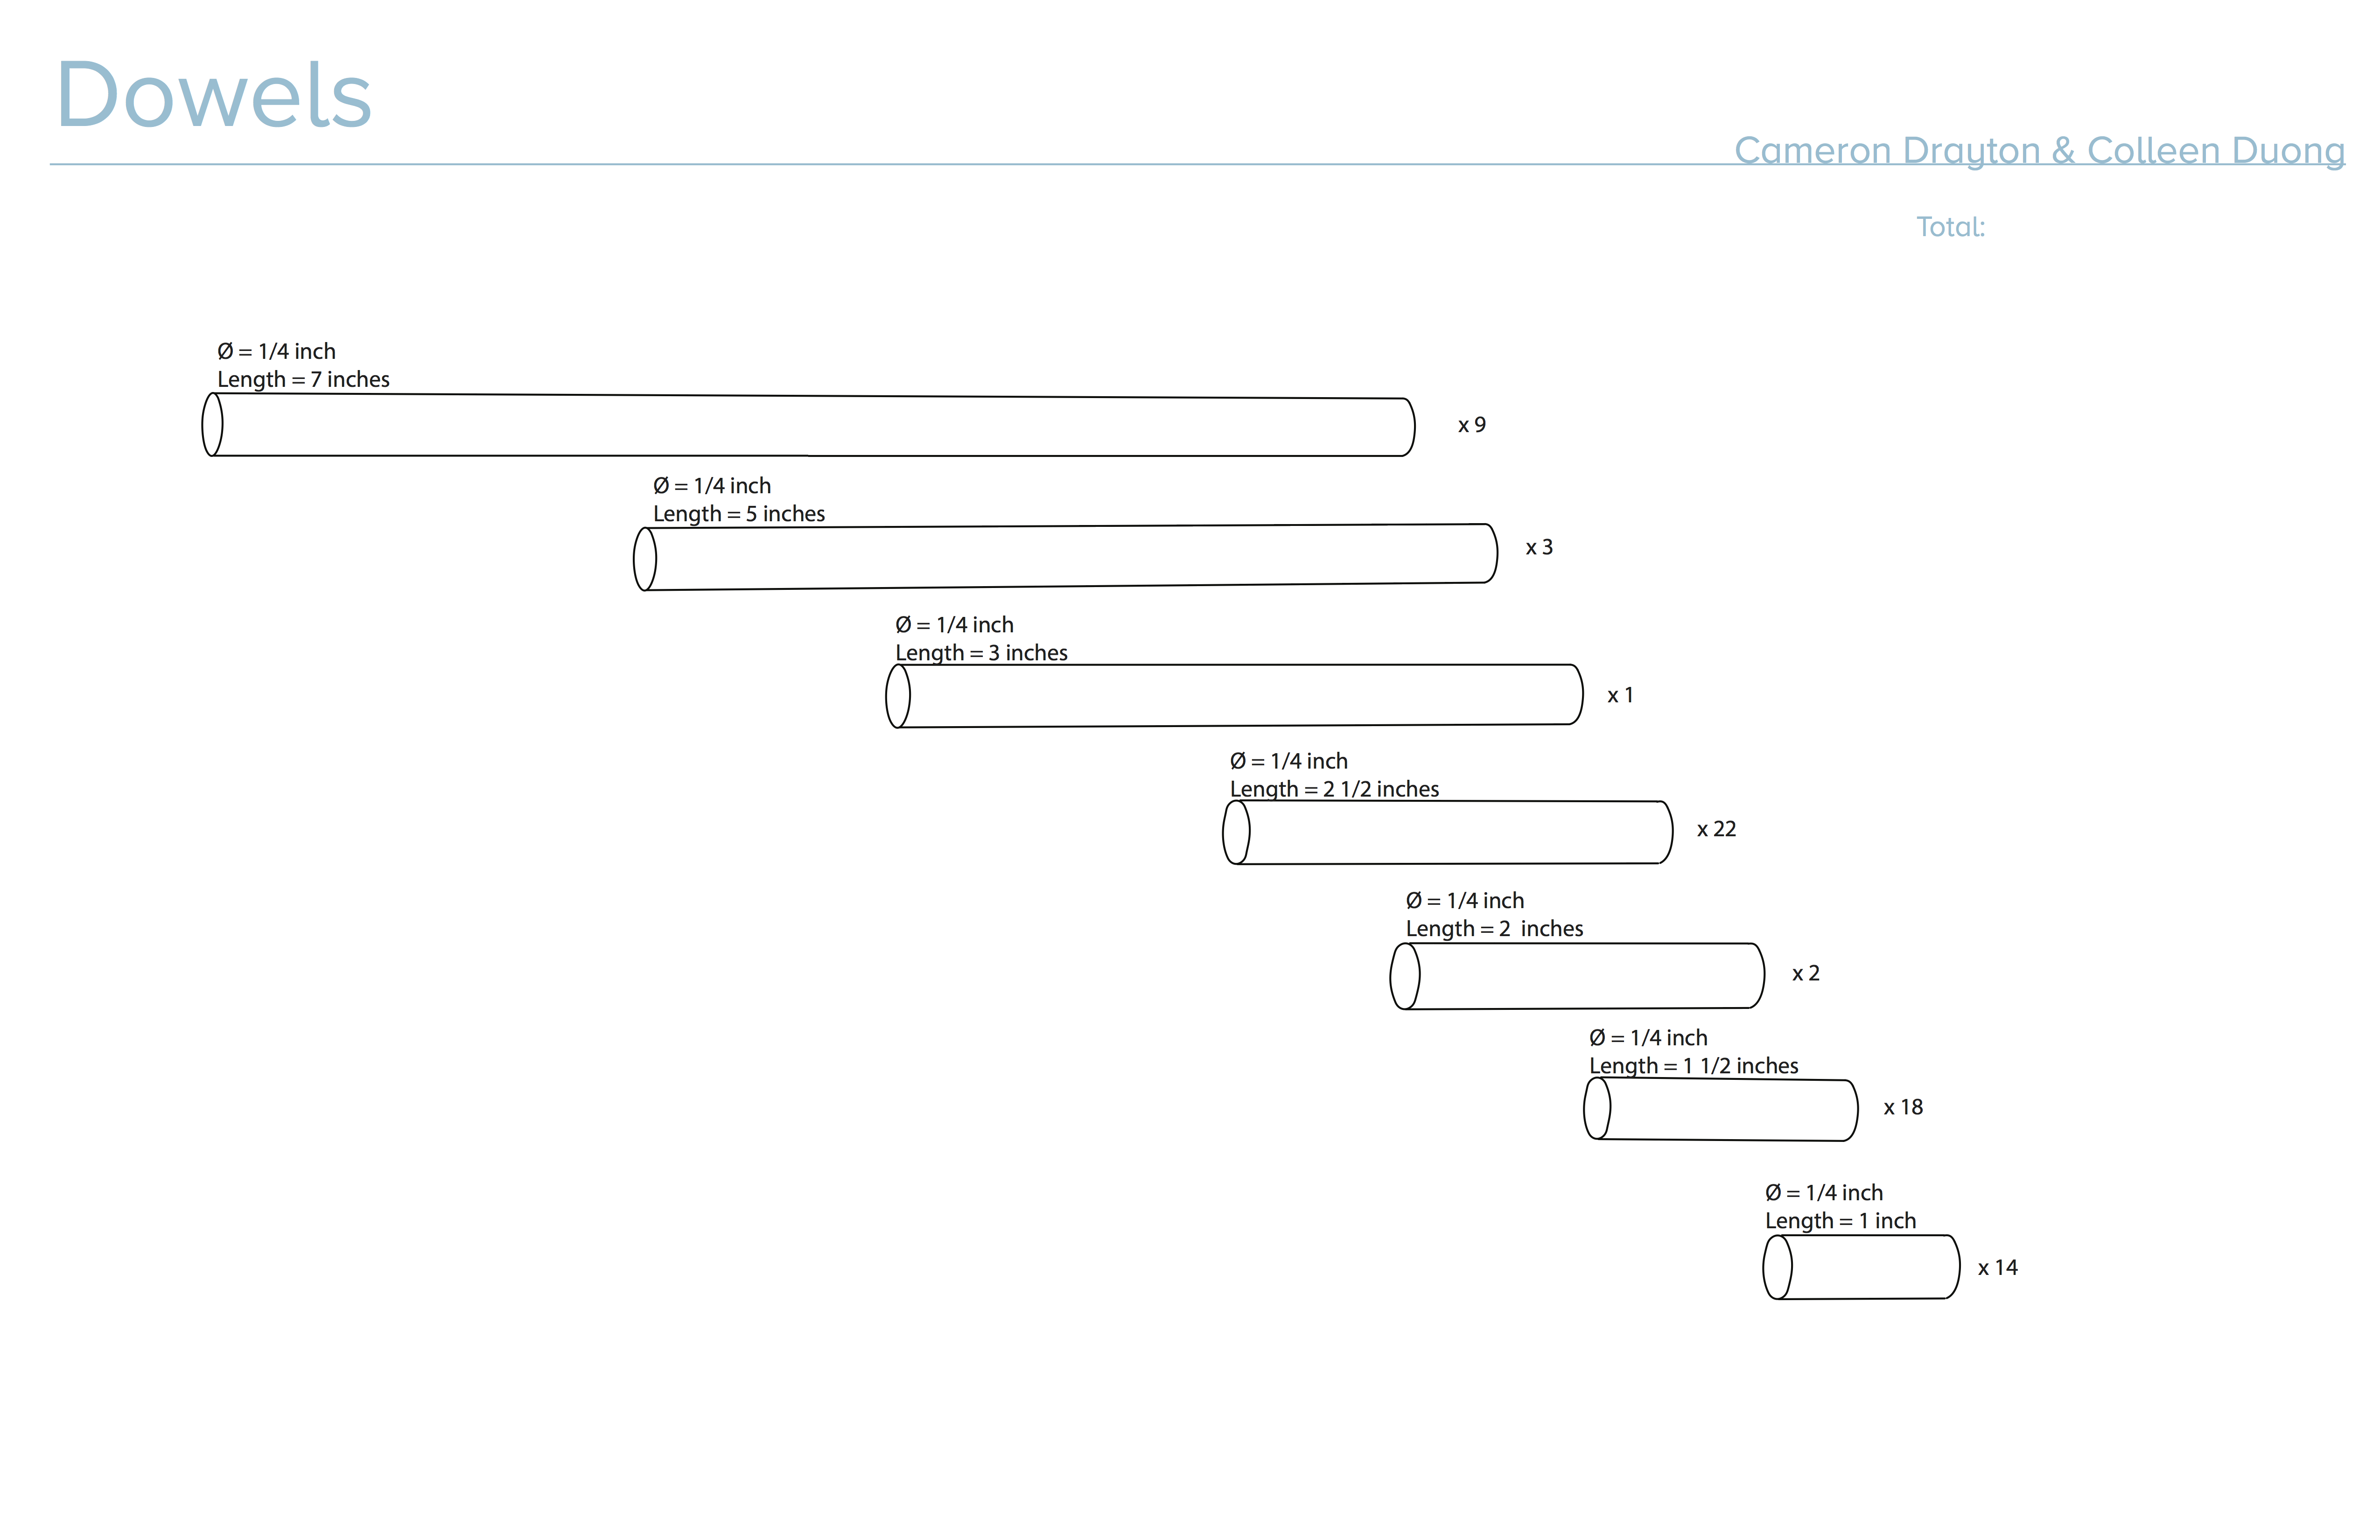 Dowels
Cameron Drayton & Colleen Duong
Total:
Ø = 1/4 inch
Length = 7 inches
x 9
Ø = 1/4 inch
Length = 5 inches
x 3
Ø = 1/4 inch
Length = 3 inches
x 1
Ø = 1/4 inch
Length = 2 1/2 inches
x 22
Ø = 1/4 inch
Length = 2  inches
x 2
Ø = 1/4 inch
Length = 1 1/2 inches
x 18
Ø = 1/4 inch
Length = 1 inch
x 14